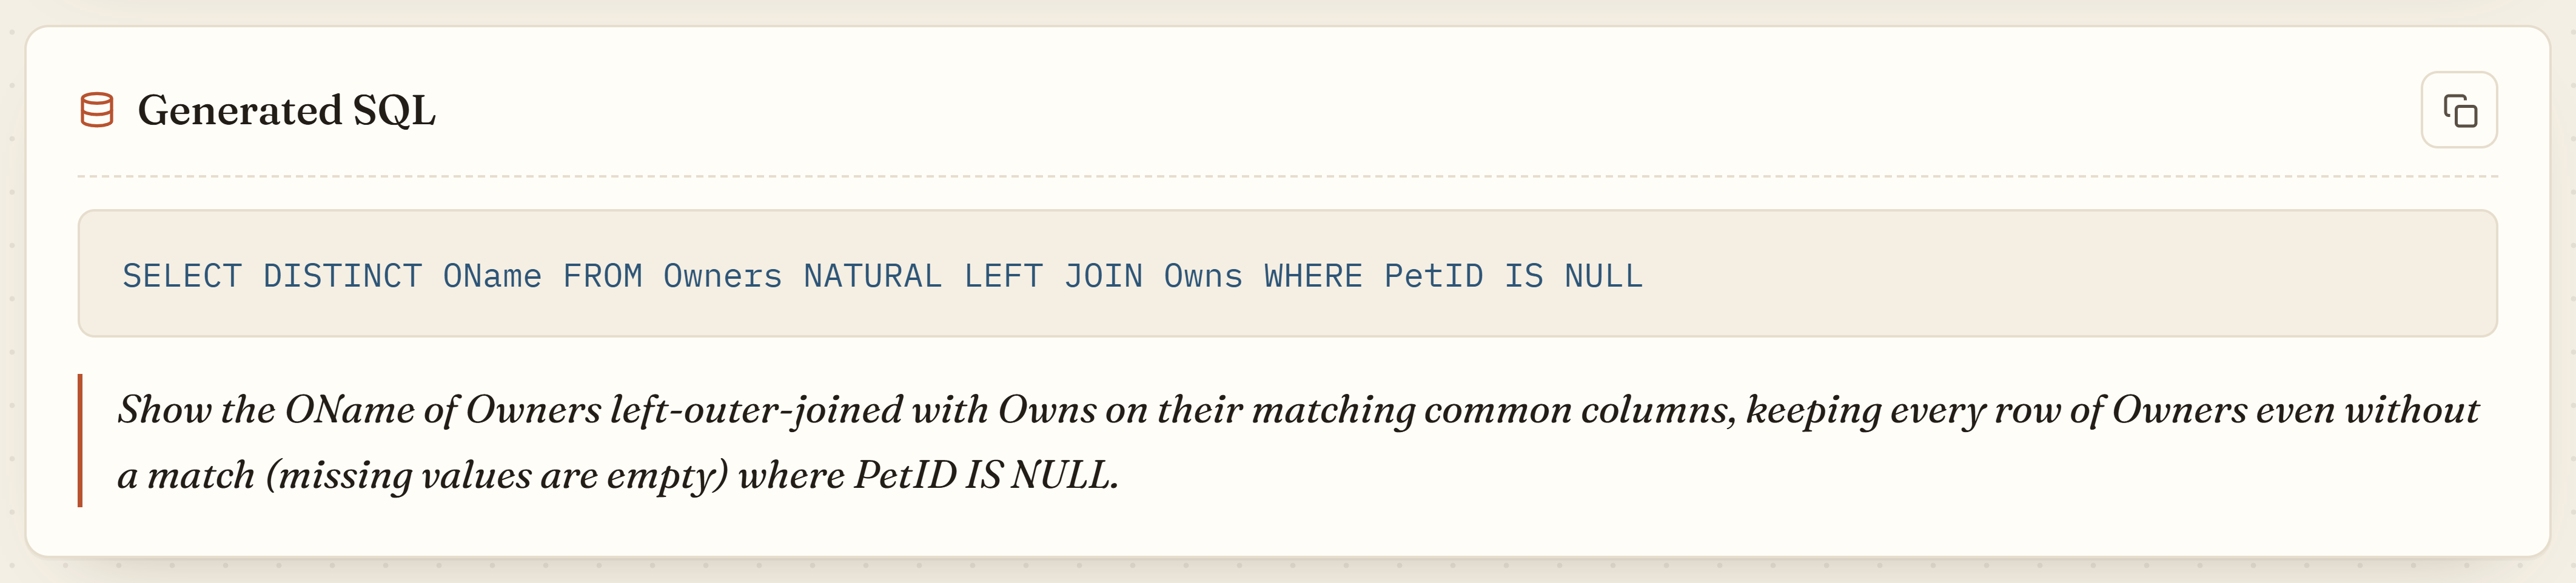 Generated SQL
SELECT DISTINCT OName FROM Owners NATURAL LEFT JOIN Owns WHERE PetID IS NULL
Show the OName of Owners left-outer-joined with Owns on their matching common columns, keeping every row of Owners even without
a match (missing values are empty) where PetID IS NULL.